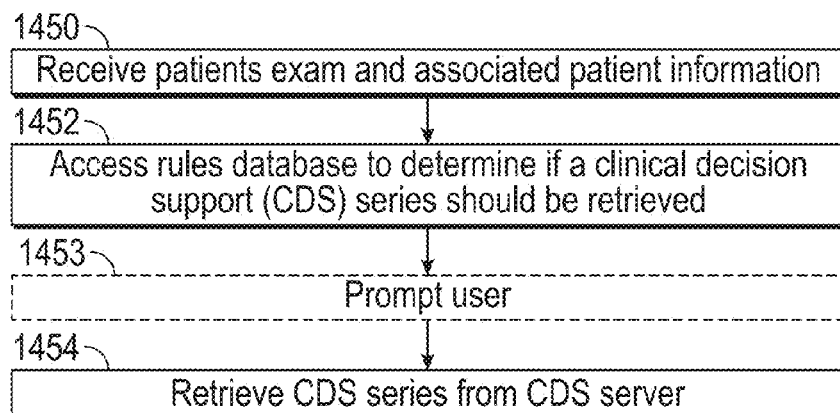 1450
Receive patients exam and associated patient information
1452
Access rules database to determine if a clinical decision
support (CDS) series should be retrieved
1453
Prompt user
1454
Retrieve CDS series from CDS server